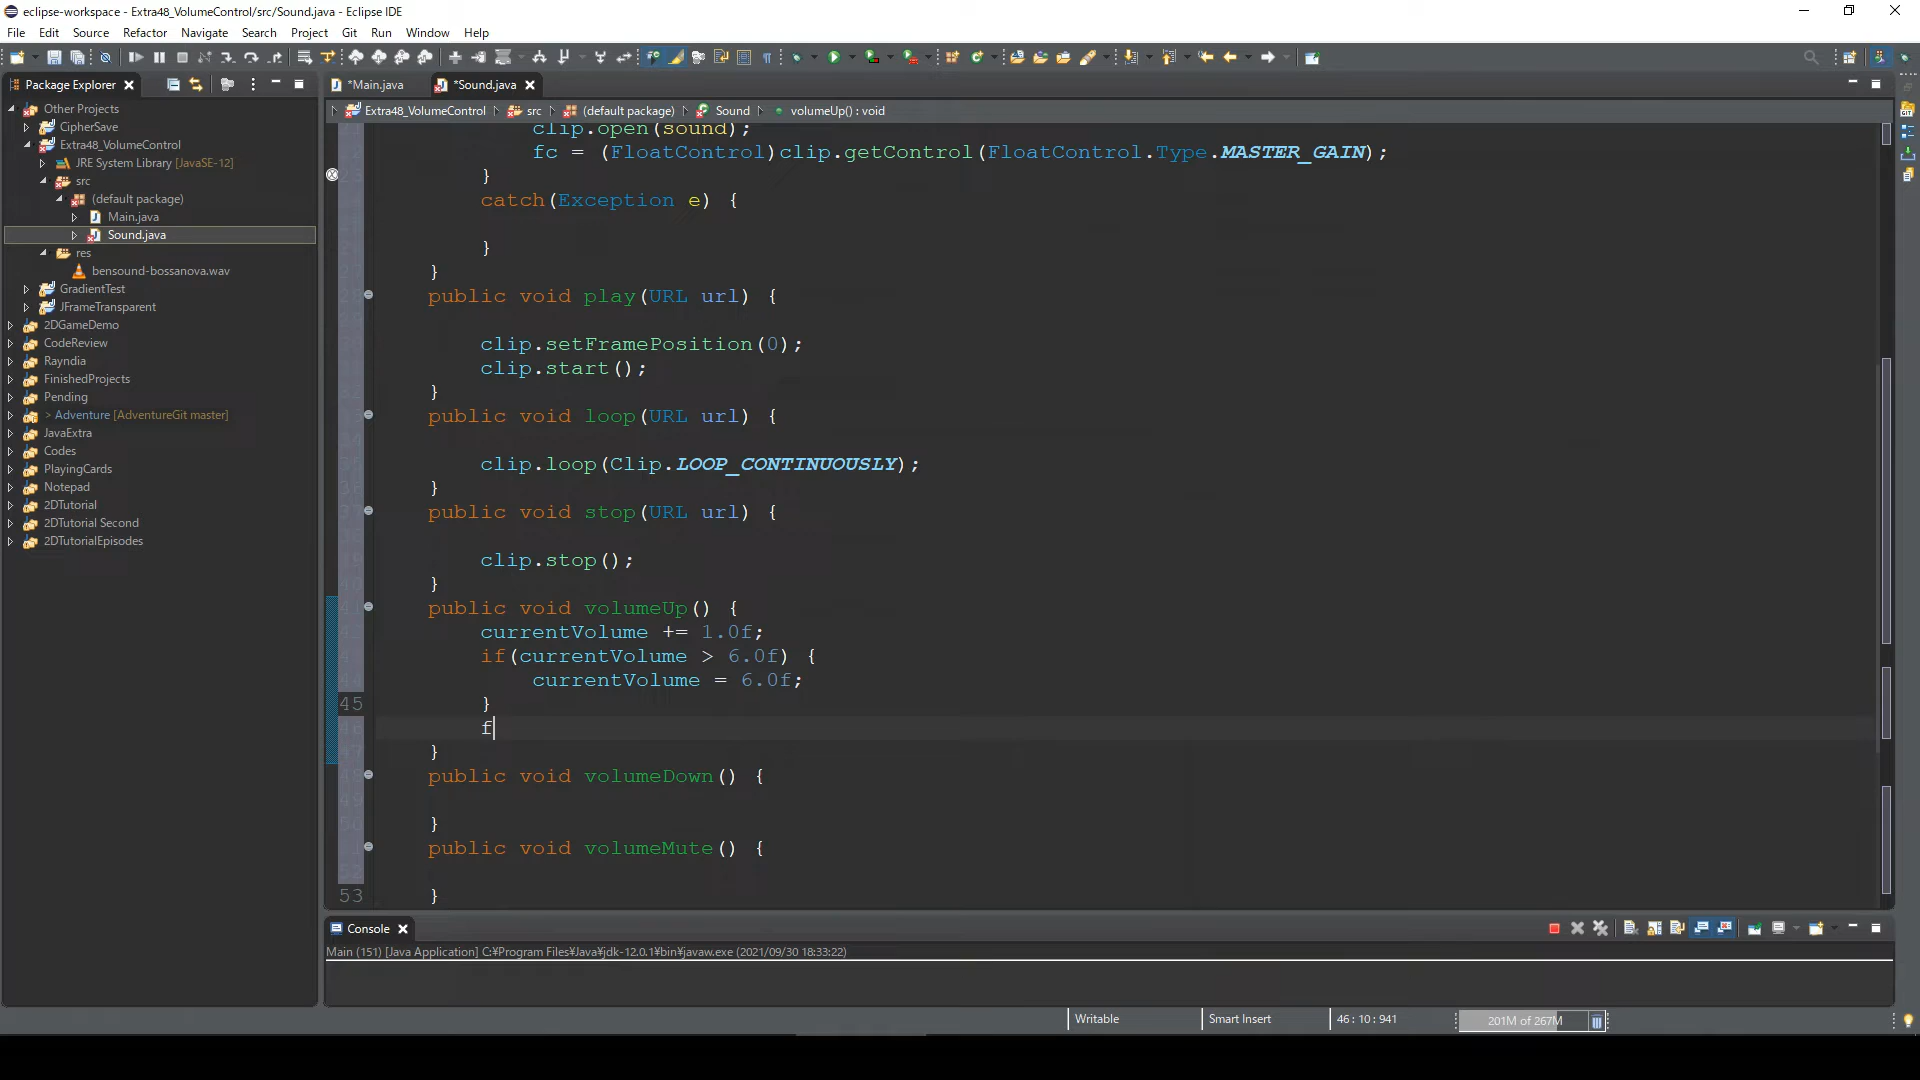 eclipse-workspace - Extra48_VolumeControl/src/Sound.java - Eclipse IDE
File Edit Source Refactor Navigate Search Project Git Run Window Help
Package Explorer
*Main.java *Sound.java
Extra48_VolumeControl src (default package) Sound volumeUp() : void
Other Projects
CipherSave
Extra48_VolumeControl
JRE System Library [JavaSE-12]
src
(default package)
Main.java
Sound.java
res
bensound-bossanova.wav
GradientTest
JFrameTransparent
2DGameDemo
CodeReview
Rayndia
FinishedProjects
Pending
> Adventure [AdventureGit master]
JavaExtra
Codes
PlayingCards
Notepad
2DTutorial
2DTutorial Second
2DTutorialEpisodes
clip.open(sound);
fc = (FloatControl)clip.getControl(FloatControl.Type.MASTER_GAIN);
}
catch(Exception e) {
}
}
public void play(URL url) {
clip.setFramePosition(0);
clip.start();
}
public void loop(URL url) {
clip.loop(Clip.LOOP_CONTINUOUSLY);
}
public void stop(URL url) {
clip.stop();
}
public void volumeUp() {
currentVolume += 1.0f;
if(currentVolume > 6.0f) {
currentVolume = 6.0f;
45 }
f
}
public void volumeDown() {
}
public void volumeMute() {
53 }
Console
Main (151) [Java Application] C:¥Program Files¥Java¥jdk-12.0.1¥bin¥javaw.exe (2021/09/30 18:33:22)
Writable Smart Insert 46 : 10 : 941 201M of 267M